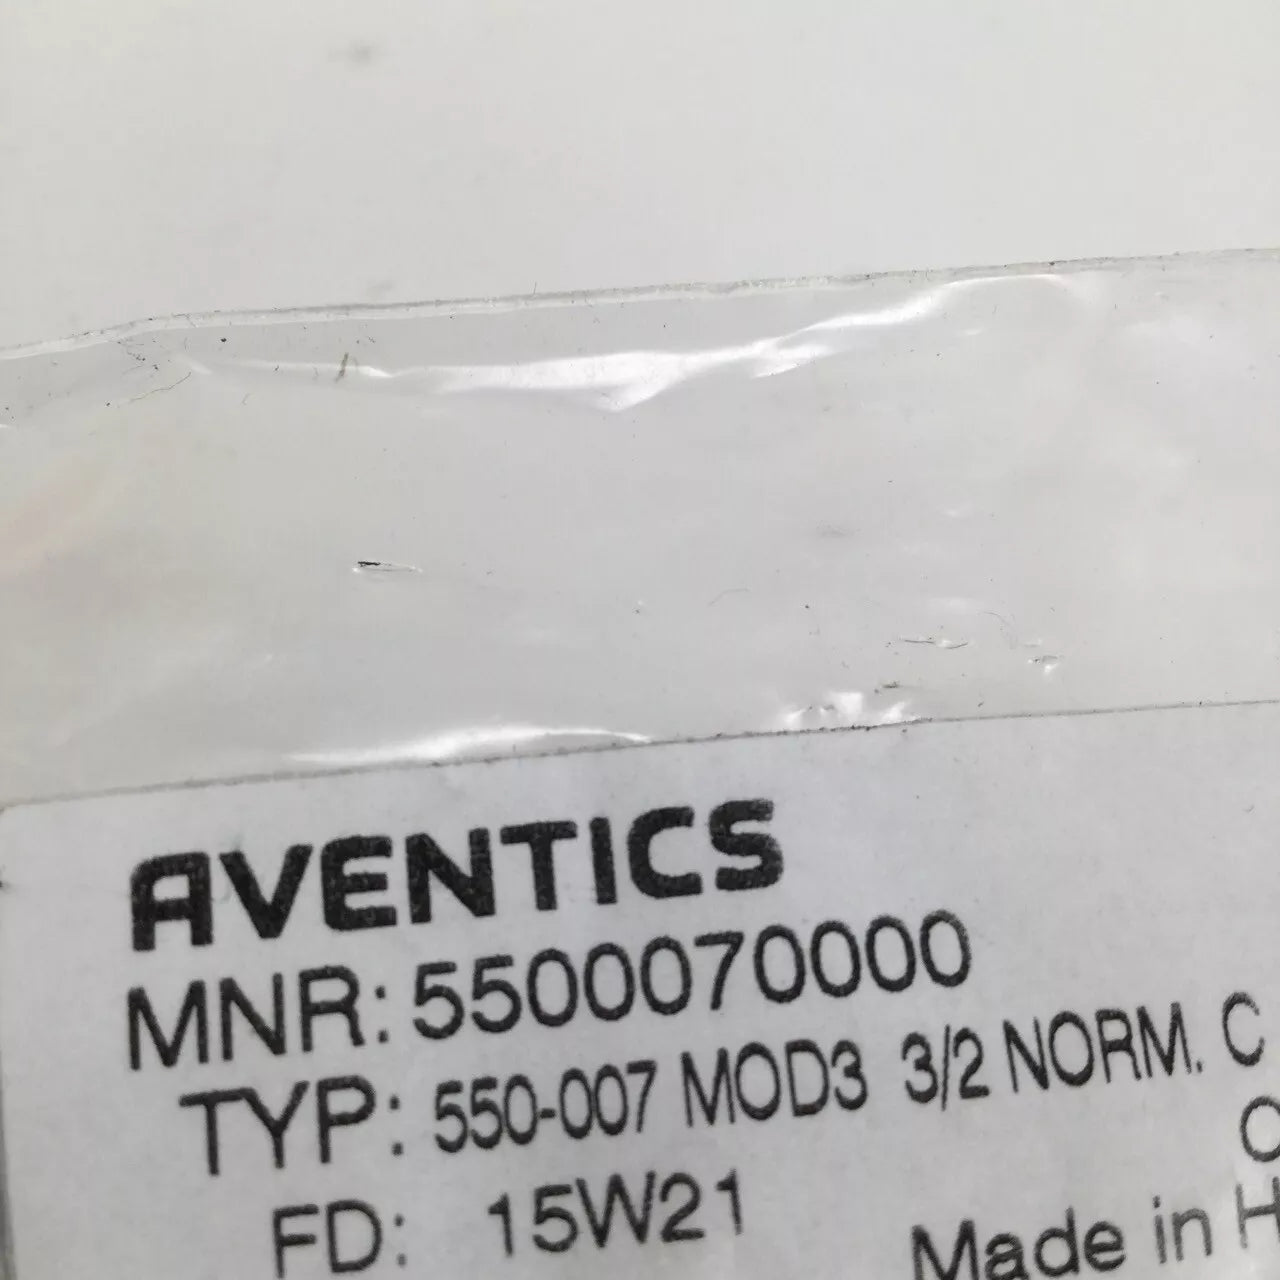 AVENTICS
MNR: 5500070000
TYP: 550-007 MOD3 3/2 NORM. C
FD: 15W21
Made in H